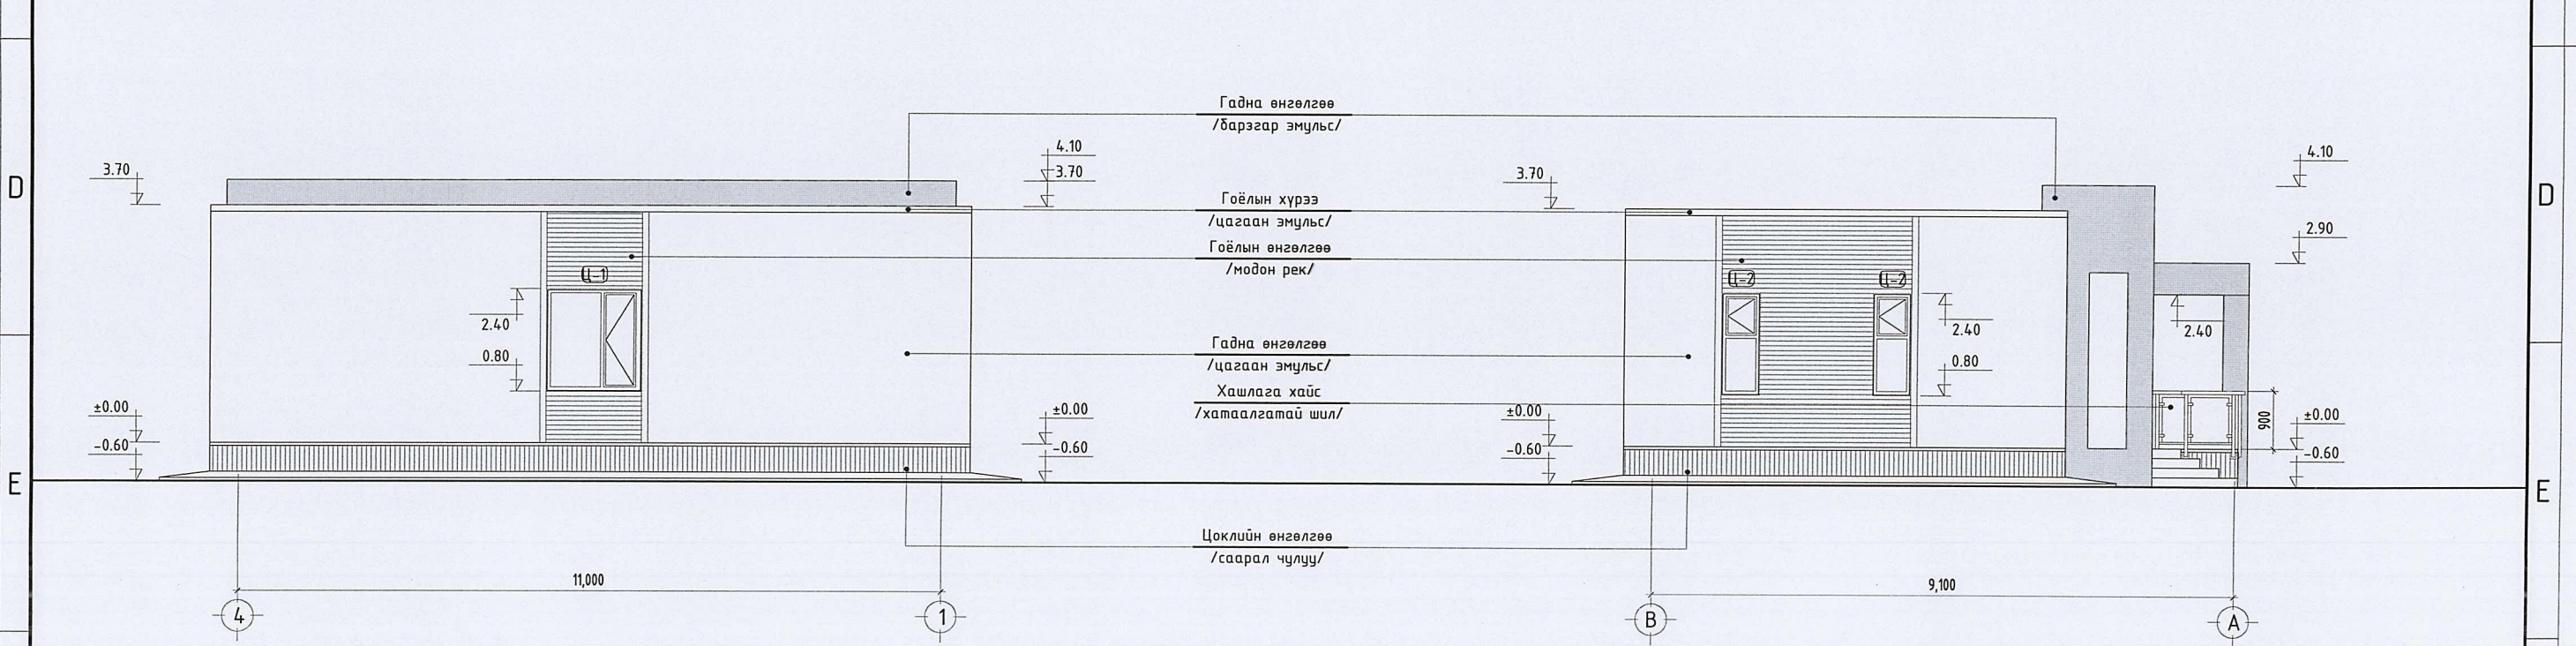 Гадна өнгөлгөө
/барзгар эмульс/
4.10
4.10
3.70
3.70
3.70
D
D
Гоёлын хүрээ
/цагаан эмульс/
2.90
Гоёлын өнгөлгөө
/модон рек/
Ц-1
Ц-2
Ц-2
2.40
2.40
2.40
Гадна өнгөлгөө
/цагаан эмульс/
0.80
0.80
Хашлага хайс
/хатаалгатай шил/
±0.00
±0.00
±0.00
±0.00
900
-0.60
-0.60
-0.60
-0.60
E
E
Цоклийн өнгөлгөө
/саарал чулуу/
11,000
9,100
4
1
B
A